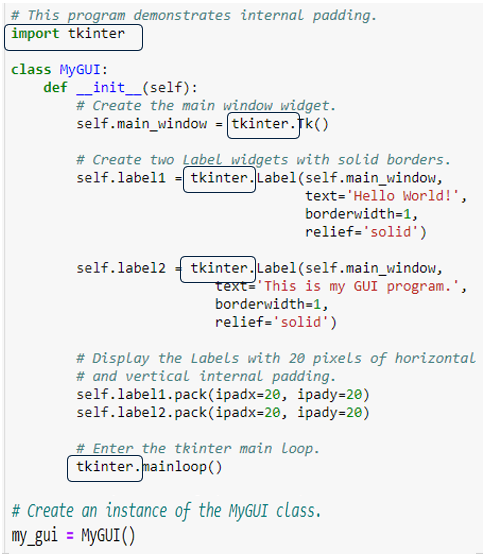 # This program demonstrates internal padding.
import tkinter
class MyGUI:
def __init__(self):
# Create the main window widget.
self.main_window = tkinter.Tk()
# Create two Label widgets with solid borders.
self.label1 = tkinter.Label(self.main_window,
text='Hello World!',
borderwidth=1,
relief='solid')
self.label2 = tkinter.Label(self.main_window,
text='This is my GUI program.',
borderwidth=1,
relief='solid')
# Display the Labels with 20 pixels of horizontal
# and vertical internal padding.
self.label1.pack(ipadx=20, ipady=20)
self.label2.pack(ipadx=20, ipady=20)
# Enter the tkinter main loop.
tkinter.mainloop()
# Create an instance of the MyGUI class.
my_gui = MyGUI()